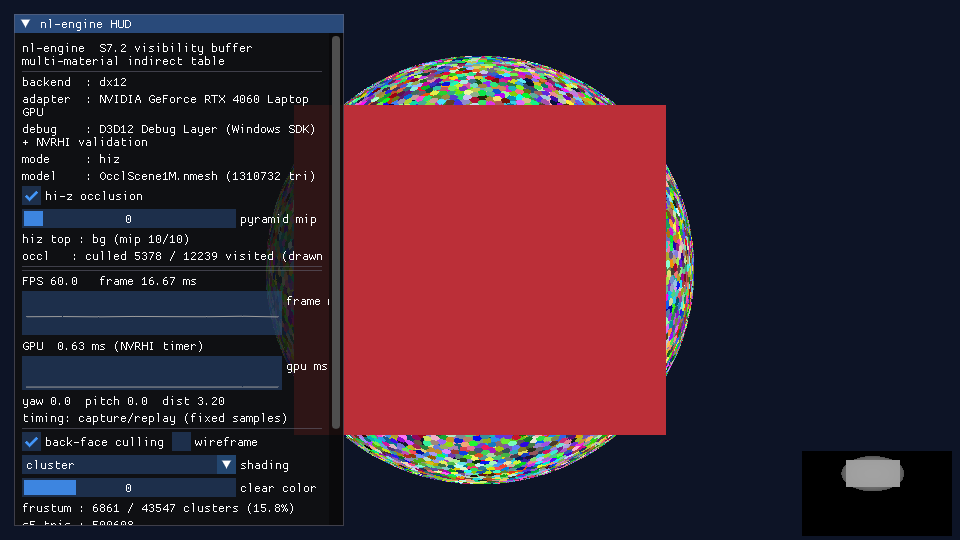 nl-engine HUD
nl-engine  S7.2 visibility buffer
multi-material indirect table
backend  : dx12
adapter  : NVIDIA GeForce RTX 4060 Laptop
GPU
debug    : D3D12 Debug Layer (Windows SDK)
+ NVRHI validation
mode     : hiz
model    : OcclScene1M.nmesh (1310732 tri)
hi-z occlusion
0 pyramid mip
hiz top : bg (mip 10/10)
occl   : culled 5378 / 12239 visited (drawn
FPS 60.0   frame 16.67 ms
frame
GPU  0.63 ms (NVRHI timer)
gpu ms
yaw 0.0  pitch 0.0  dist 3.20
timing: capture/replay (fixed samples)
back-face culling wireframe
cluster shading
0 clear color
frustum : 6861 / 43547 clusters (15.8%)